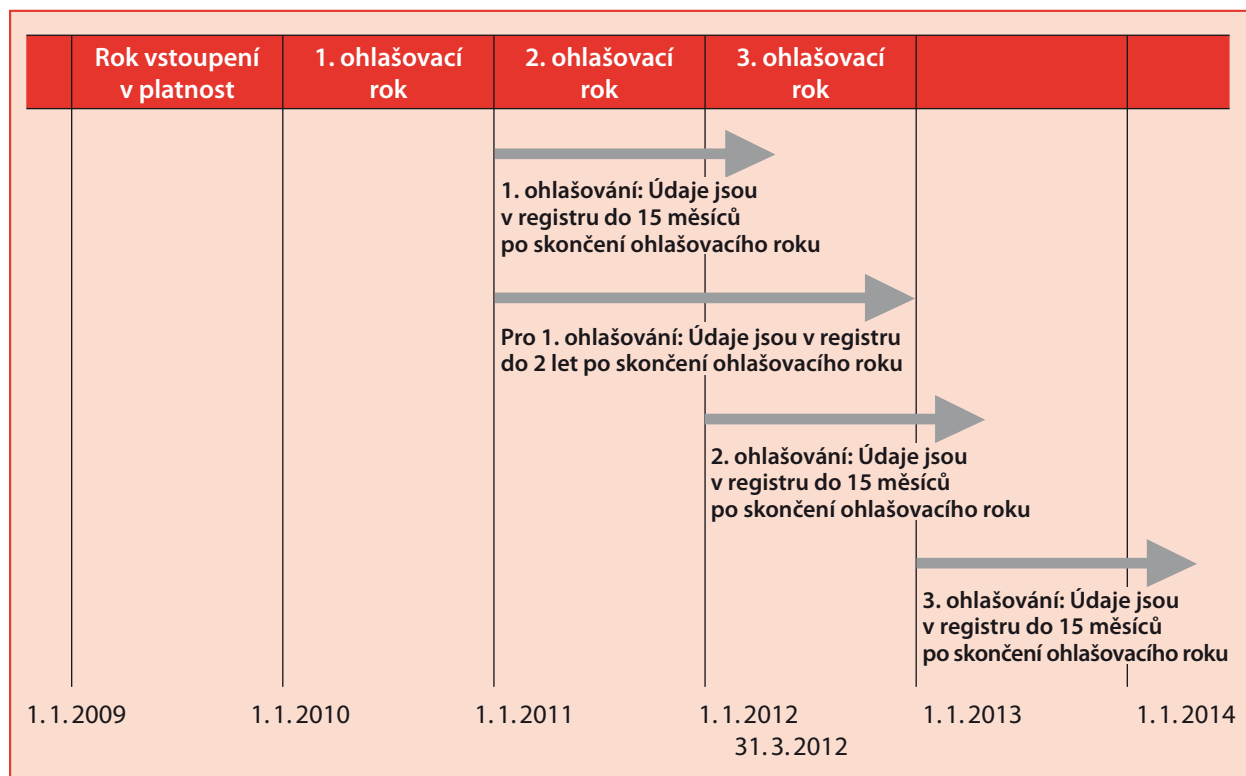 Rok vstoupení
v platnost
1. ohlašovací
rok
2. ohlašovací
rok
3. ohlašovací
rok
1. ohlašování: Údaje jsou
v registru do 15 měsíců
po skončení ohlašovacího roku
Pro 1. ohlašování: Údaje jsou v registru
do 2 let po skončení ohlašovacího roku
2. ohlašování: Údaje jsou
v registru do 15 měsíců
po skončení ohlašovacího roku
3. ohlašování: Údaje jsou
v registru do 15 měsíců
po skončení ohlašovacího roku
1.1.2009
1.1.2010
1.1.2011
1.1.2012
31.3.2012
1.1.2013
1.1.2014